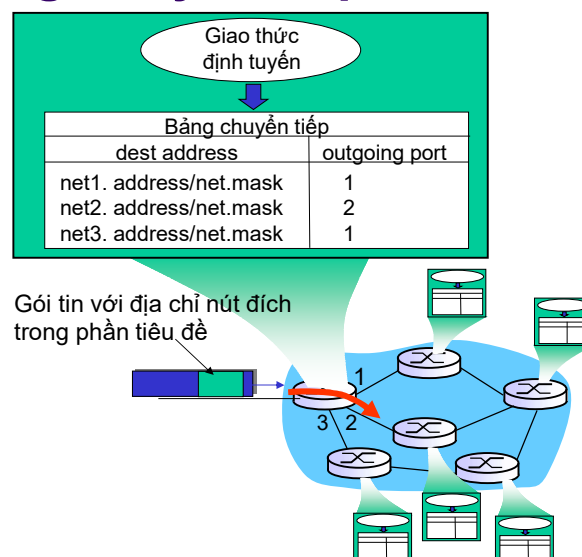 Giao thức
định tuyến
Bảng chuyển tiếp
dest address outgoing port
net1. address/net.mask 1
net2. address/net.mask 2
net3. address/net.mask 1
Gói tin với địa chỉ nút đích
trong phần tiêu đề
1
3 2